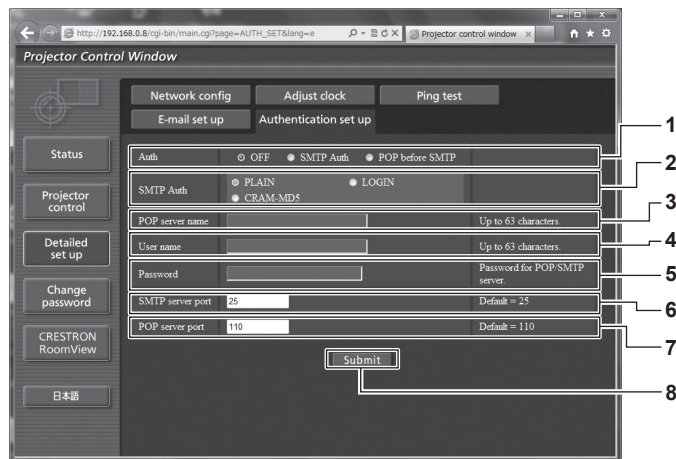 http://192.168.0.8/cgi-bin/main.cgi?page=AUTH_SET&lang=e
Projector control window
Projector Control Window
Network config
Adjust clock
Ping test
E-mail set up
Authentication set up
Status
Projector control
Detailed set up
Change password
CRESTRON RoomView
日本語
Auth OFF SMTP Auth POP before SMTP
1
SMTP Auth PLAIN LOGIN
CRAM-MD5
2
POP server name Up to 63 characters.
3
User name Up to 63 characters.
4
Password Password for POP/SMTP
server.
5
SMTP server port 25 Default = 25
6
POP server port 110 Default = 110
7
Submit
8